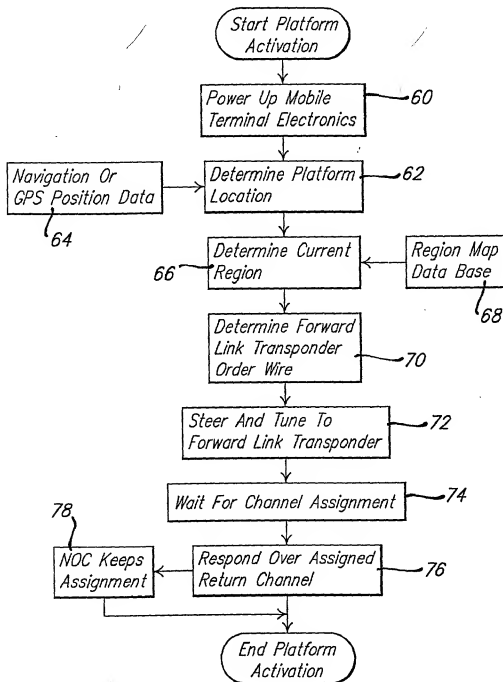 Start Platform
Activation
Power Up Mobile
Terminal Electronics
60
Navigation Or
GPS Position Data
64
Determine Platform
Location
62
Determine Current
Region
66
Region Map
Data Base
68
Determine Forward
Link Transponder
Order Wire
70
Steer And Tune To
Forward Link Transponder
72
Wait For Channel Assignment
74
78
NOC Keeps
Assignment
Respond Over Assigned
Return Channel
76
End Platform
Activation